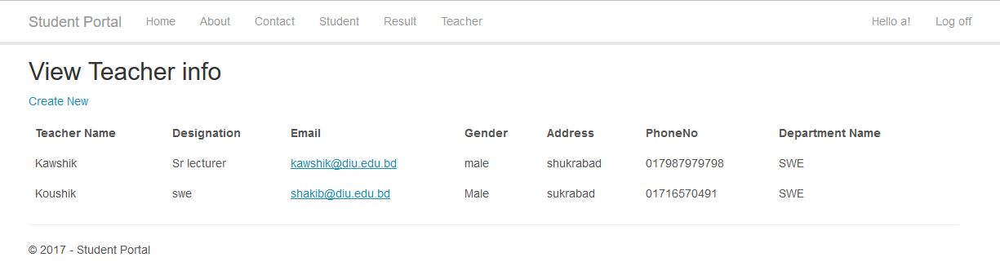 Student Portal Home About Contact Student Result Teacher Hello a! Log off
View Teacher info
Create New
Teacher Name Designation Email Gender Address PhoneNo Department Name
Kawshik Sr lecturer kawshik@diu.edu.bd male shukrabad 017987979798 SWE
Koushik swe shakib@diu.edu.bd Male sukrabad 01716570491 SWE
© 2017 - Student Portal